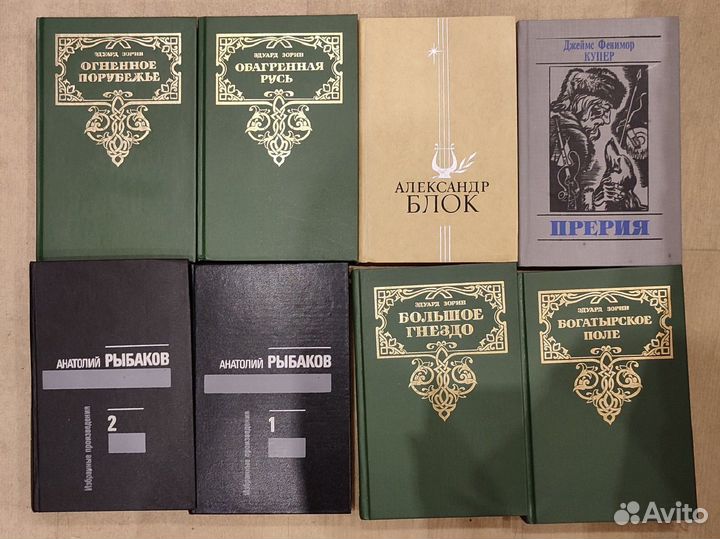 ЭДУАРД ЗОРИН
ОГНЕННОЕ
ПОРУБЕЖЬЕ
ЭДУАРД ЗОРИН
ОБАГРЕННАЯ
РУСЬ
АЛЕКСАНДР
БЛОК
Джеймс Фенимор
КУПЕР
ПРЕРИЯ
АНАТОЛИЙ РЫБАКОВ
2
Избранные произведения
АНАТОЛИЙ РЫБАКОВ
1
Избранные произведения
ЭДУАРД ЗОРИН
БОЛЬШОЕ
ГНЕЗДО
ЭДУАРД ЗОРИН
БОГАТЫРСКОЕ
ПОЛЕ
Avito